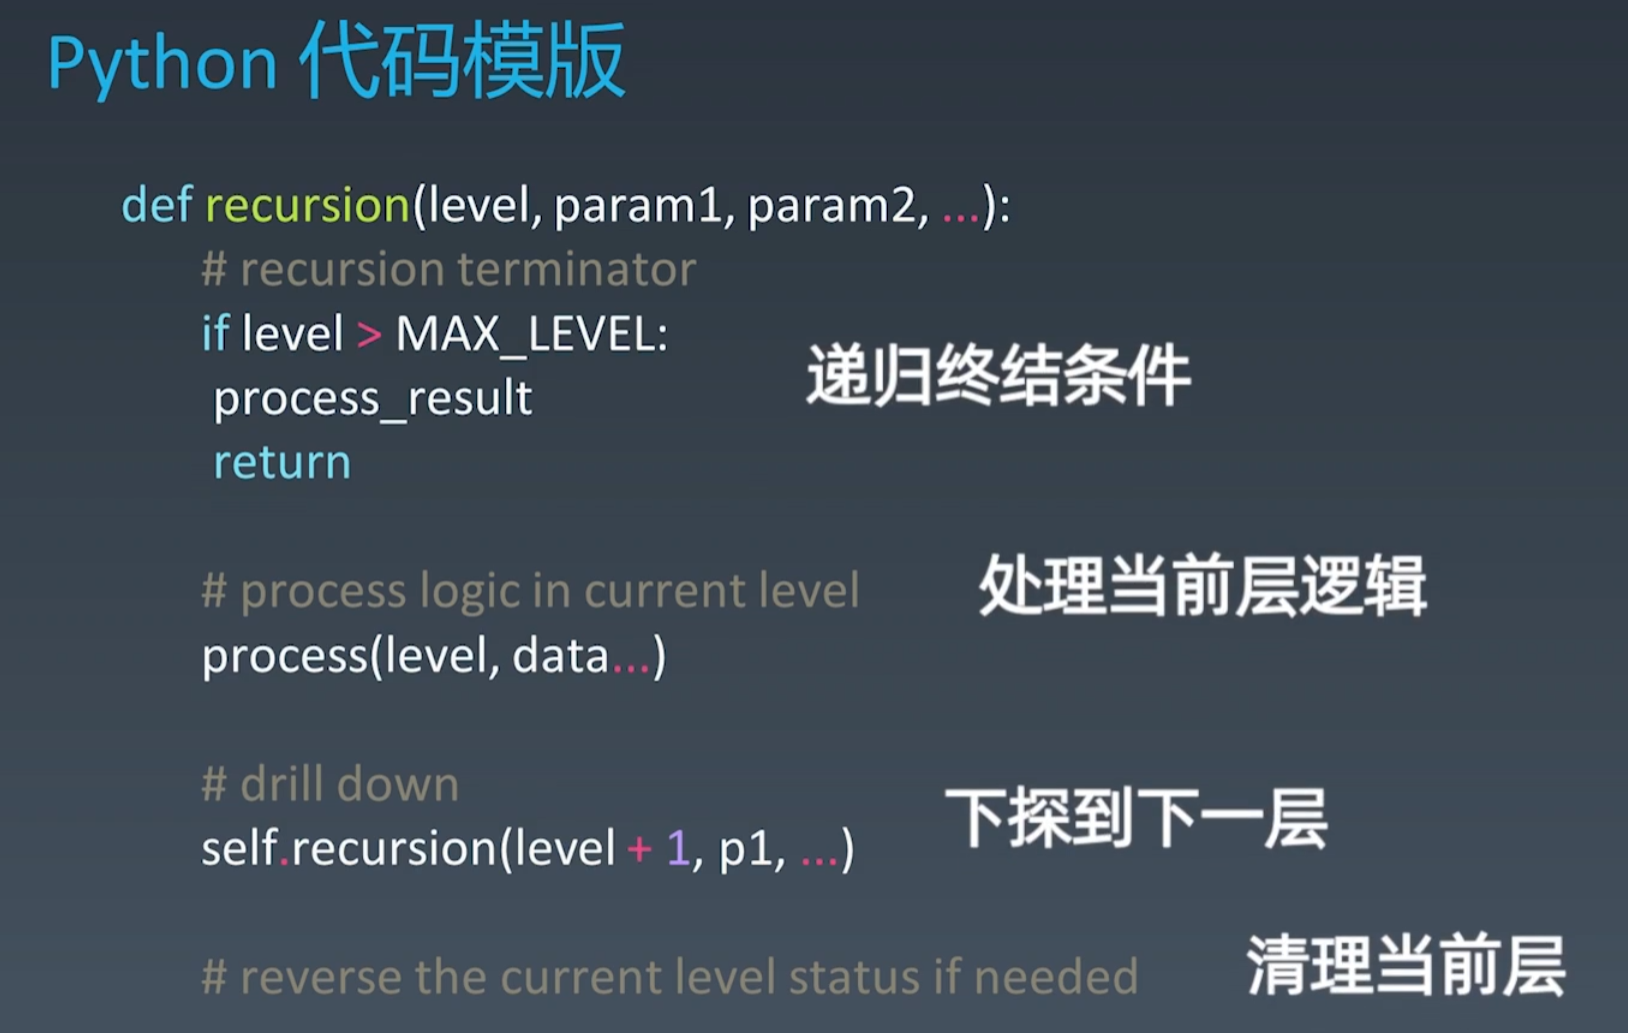 Python 代码模版
def recursion(level, param1, param2, ...):
# recursion terminator
if level > MAX_LEVEL:
process_result
return
递归终结条件
# process logic in current level
处理当前层逻辑
process(level, data...)
# drill down
下探到下一层
self.recursion(level + 1, p1, ...)
# reverse the current level status if needed
清理当前层